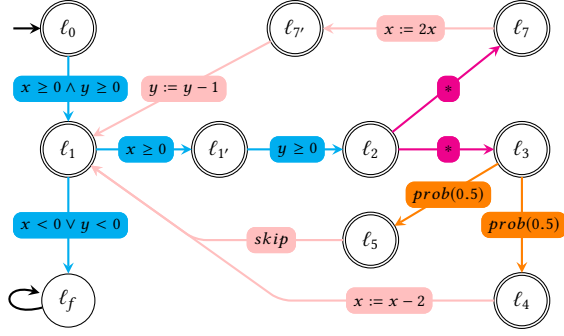 ℓ₀ ℓ₇′ x := 2x ℓ₇
x ≥ 0 ∧ y ≥ 0 y := y − 1 *
ℓ₁ x ≥ 0 ℓ₁′ y ≥ 0 ℓ₂ * ℓ₃
prob(0.5)
x < 0 ∨ y < 0 prob(0.5)
skip ℓ₅
ℓ_f x := x − 2 ℓ₄